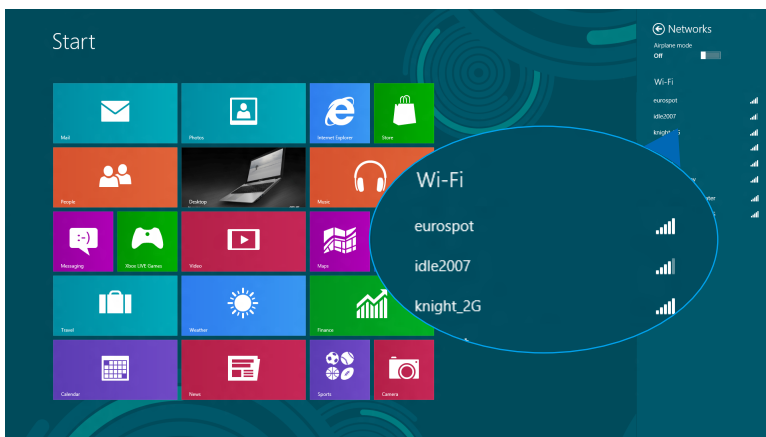 Start
Mail
Photos
Internet Explorer
Store
People
Desktop
Music
Messaging
Xbox LIVE Games
Video
Maps
Travel
Weather
Finance
Calendar
News
Sports
Camera
Networks
Airplane mode
Off
Wi-Fi
eurospot
idle2007
Wi-Fi
eurospot
idle2007
knight_2G